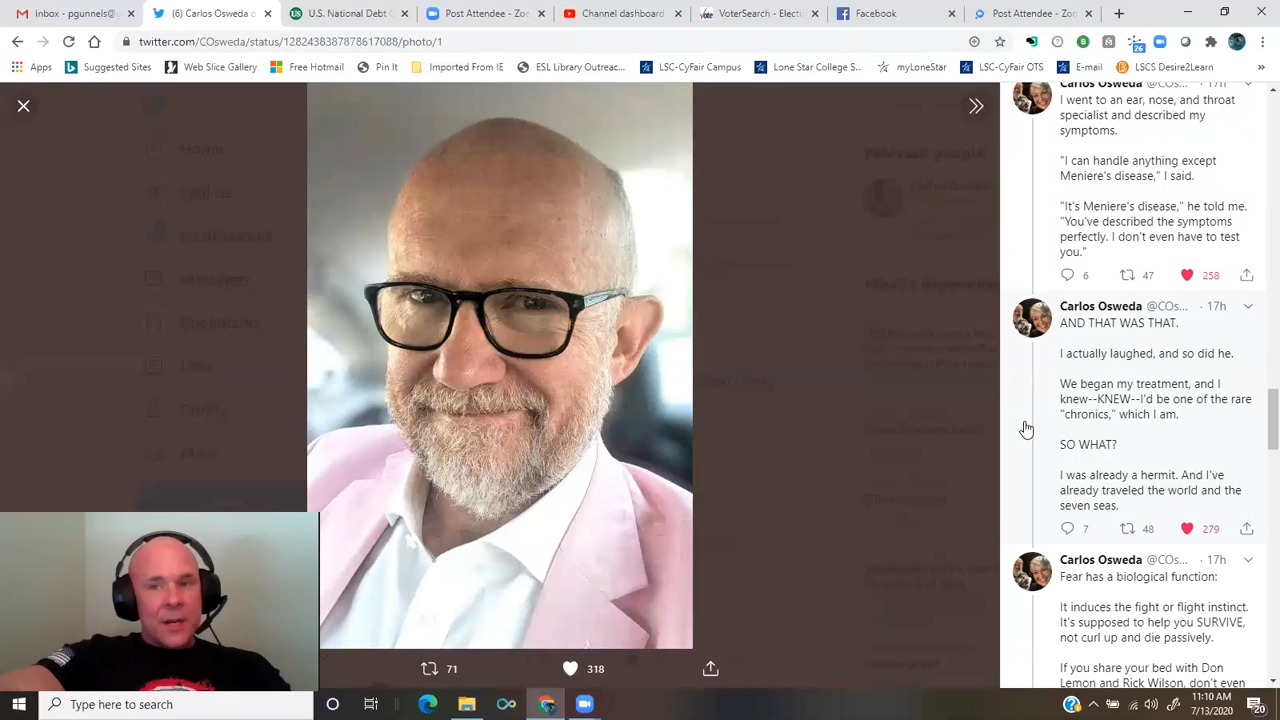 Inbox - pgunnels@g
(6) Carlos Osweda o
U.S. National Debt C
Post Attendee - Zoo
Channel dashboard
VoterSearch - Electi
Facebook
Post Attendee - Zoo
twitter.com/COsweda/status/1282438387878617088/photo/1
26
Apps
Suggested Sites
Web Slice Gallery
Free Hotmail
Pin It
Imported From IE
ESL Library Outreac...
LSC-CyFair Campus
Lone Star College S...
myLoneStar
LSC-CyFair OTS
E-mail
LSCS Desire2Learn
Carlos Osweda @COs... · 17h
I went to an ear, nose, and throat
specialist and described my
symptoms.
"I can handle anything except
Meniere's disease," I said.
"It's Meniere's disease," he told me.
"You've described the symptoms
perfectly. I don't even have to test
you."
6 47 258
Carlos Osweda @COs... · 17h
AND THAT WAS THAT.
I actually laughed, and so did he.
We began my treatment, and I
knew--KNEW--I'd be one of the rare
"chronics," which I am.
SO WHAT?
I was already a hermit. And I've
already traveled the world and the
seven seas.
7 48 279
Carlos Osweda @COs... · 17h
Fear has a biological function:
It induces the fight or flight instinct.
It's supposed to help you SURVIVE,
not curl up and die passively.
If you share your bed with Don
Lemon and Rick Wilson, don't even
71 318
Type here to search
11:10 AM
7/13/2020
20